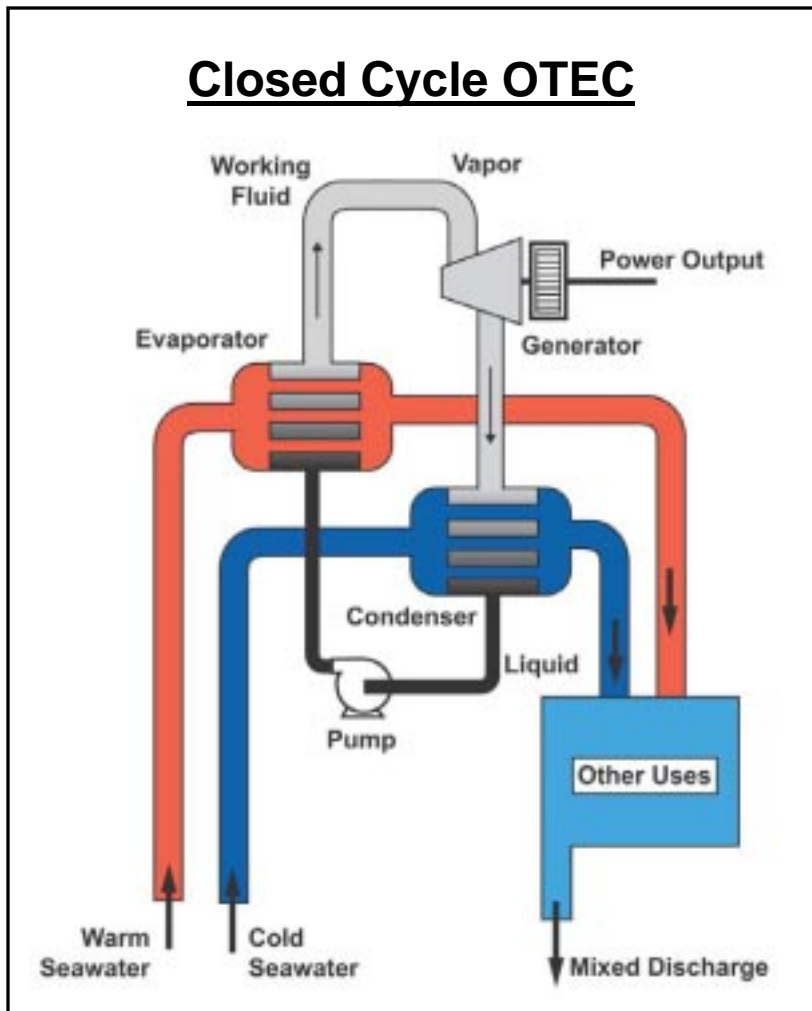 Closed Cycle OTEC
Working
Fluid
Vapor
Power Output
Evaporator
Generator
Condenser
Liquid
Pump
Other Uses
Warm
Seawater
Cold
Seawater
Mixed Discharge